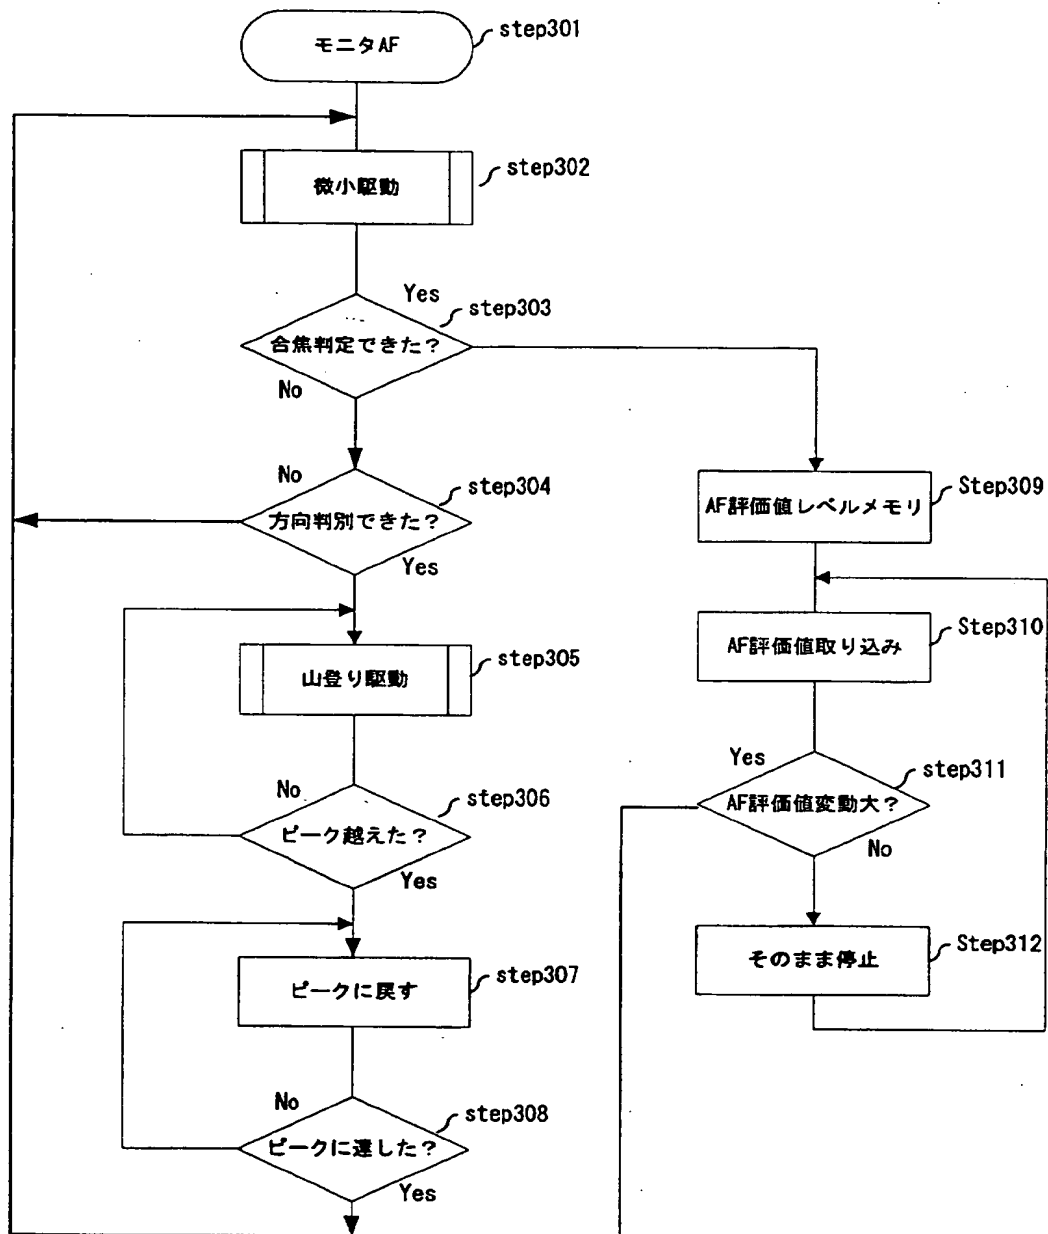 モニタAF
step301
微小駆動
step302
Yes
step303
合焦判定できた？
No
No
step304
方向判別できた？
Yes
山登り駆動
step305
No
step306
ピーク越えた？
Yes
ピークに戻す
step307
No
step308
ピークに達した？
Yes
AF評価値レベルメモリ
Step309
AF評価値取り込み
Step310
Yes
step311
AF評価値変動大？
No
そのまま停止
Step312